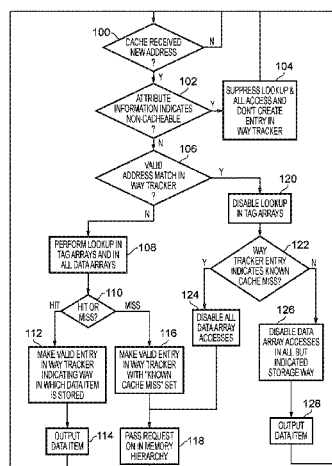 100
CACHE RECEIVED
NEW ADDRESS
?
N
Y
102
ATTRIBUTE
INFORMATION INDICATES
NON-CACHEABLE
?
Y
N
104
SUPPRESS LOOKUP &
ALL ACCESS AND
DON'T CREATE
ENTRY IN
WAY TRACKER
106
VALID
ADDRESS MATCH IN
WAY TRACKER
?
Y
N
120
DISABLE LOOKUP
IN TAG ARRAYS
PERFORM LOOKUP IN
TAG ARRAYS AND IN
ALL DATA ARRAYS
108
122
WAY
TRACKER ENTRY
INDICATES KNOWN
CACHE MISS?
Y
N
110
HIT OR
MISS?
HIT
MISS
124
DISABLE ALL
DATA ARRAY
ACCESSES
126
DISABLE DATA
ARRAY ACCESSES
IN ALL BUT
INDICATED
STORAGE WAY
112
MAKE VALID ENTRY
IN WAY TRACKER
INDICATING WAY
IN WHICH DATA ITEM
IS STORED
116
MAKE VALID ENTRY
IN WAY TRACKER
WITH "KNOWN
CACHE MISS" SET
128
OUTPUT
DATA ITEM
OUTPUT
DATA ITEM
114
PASS REQUEST
ON IN MEMORY
HIERARCHY
118